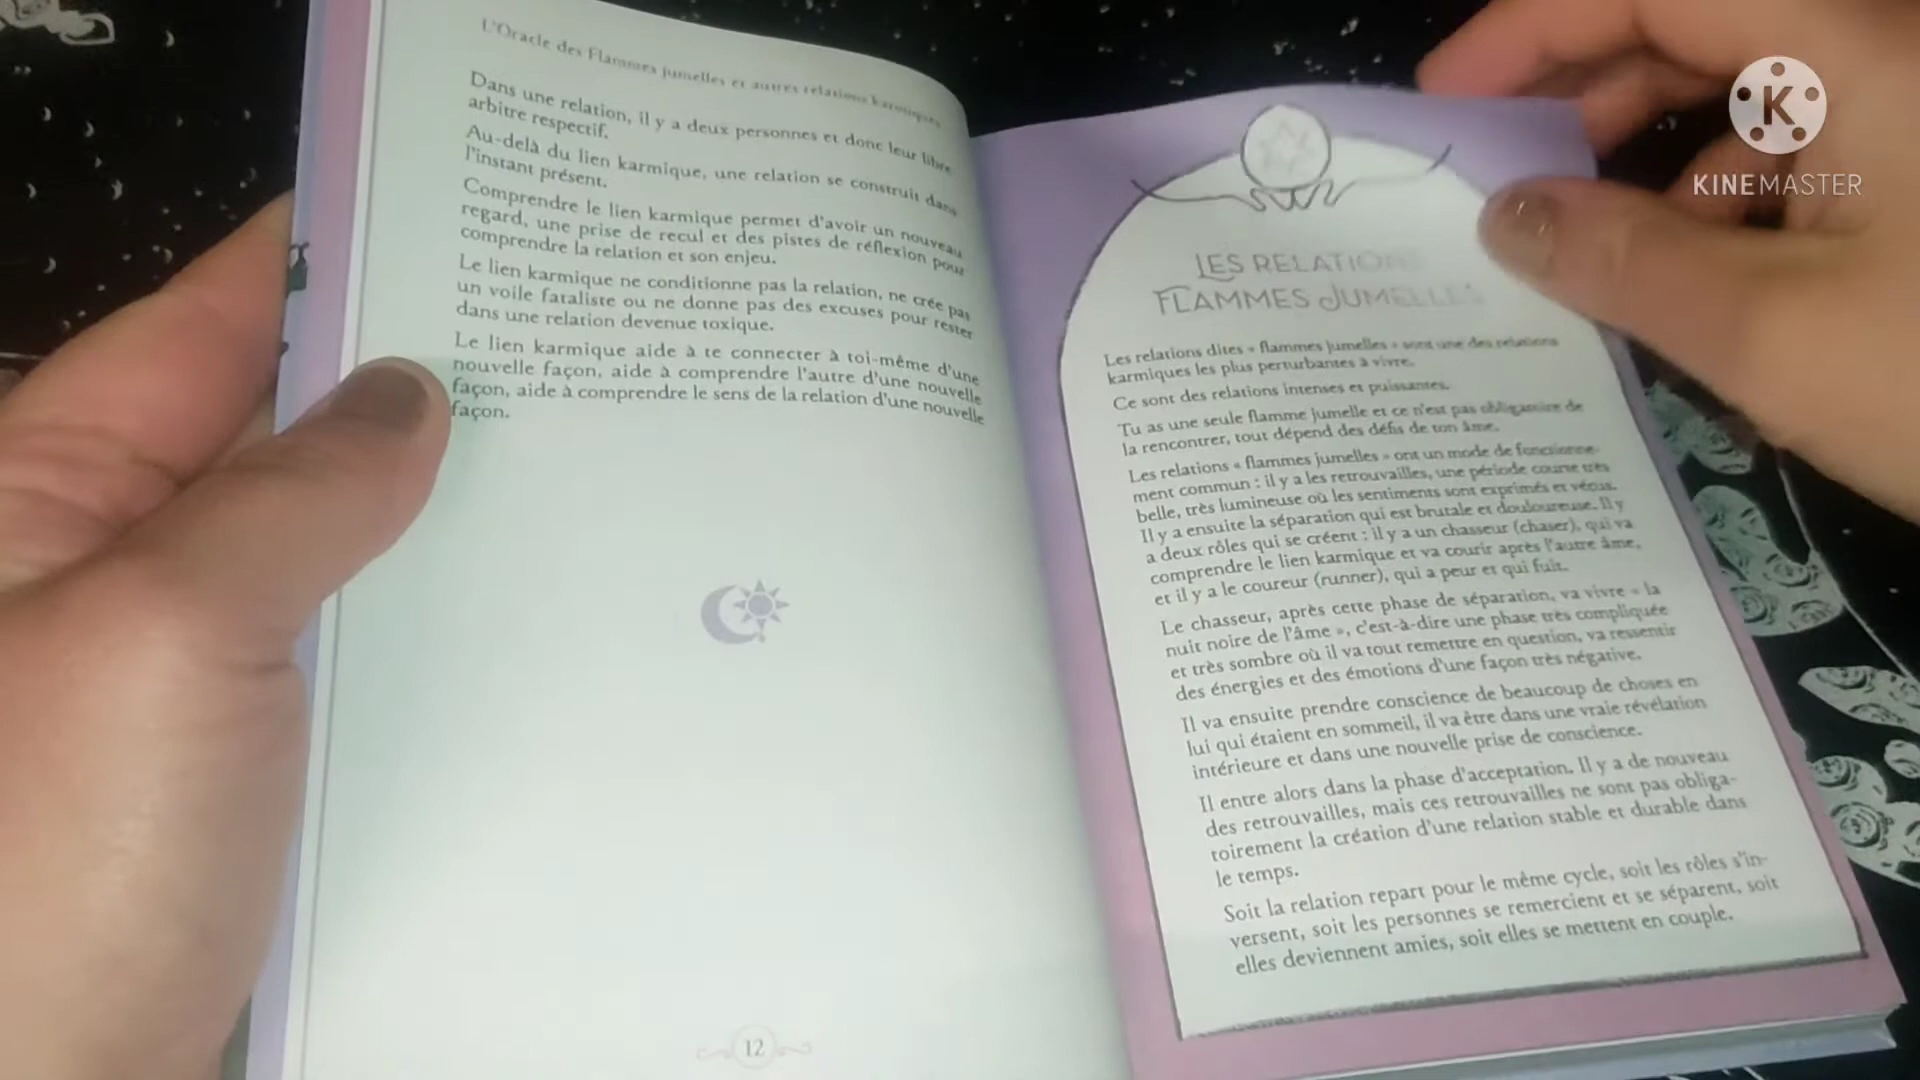 L'Oracle des Flammes jumelles et autres relations karmiques
Dans une relation, il y a deux personnes et donc leur libre
arbitre respectif.
Au-delà du lien karmique, une relation se construit dans
l'instant présent.
Comprendre le lien karmique permet d'avoir un nouveau
regard, une prise de recul et des pistes de réflexion pour
comprendre la relation et son enjeu.
Le lien karmique ne conditionne pas la relation, ne crée pas
un voile fataliste ou ne donne pas des excuses pour rester
dans une relation devenue toxique.
Le lien karmique aide à te connecter à toi-même d'une
nouvelle façon, aide à comprendre l'autre d'une nouvelle
façon, aide à comprendre le sens de la relation d'une nouvelle
façon.
12
LES RELATIONS
FLAMMES JUMELLES
Les relations dites « flammes jumelles » sont une des relations
karmiques les plus perturbantes à vivre.
Ce sont des relations intenses et puissantes.
Tu as une seule flamme jumelle et ce n'est pas obligatoire de
la rencontrer, tout dépend des défis de ton âme.
Les relations « flammes jumelles » ont un mode de fonctionne-
ment commun : il y a les retrouvailles, une période courte très
belle, très lumineuse où les sentiments sont exprimés et vécus.
Il y a ensuite la séparation qui est brutale et douloureuse. Il y
a deux rôles qui se créent : il y a un chasseur (chaser), qui va
comprendre le lien karmique et va courir après l'autre âme,
et il y a le coureur (runner), qui a peur et qui fuit.
Le chasseur, après cette phase de séparation, va vivre « la
nuit noire de l'âme », c'est-à-dire une phase très compliquée
et très sombre où il va tout remettre en question, va ressentir
des énergies et des émotions d'une façon très négative.
Il va ensuite prendre conscience de beaucoup de choses en
lui qui étaient en sommeil, il va être dans une vraie révélation
intérieure et dans une nouvelle prise de conscience.
Il entre alors dans la phase d'acceptation. Il y a de nouveau
des retrouvailles, mais ces retrouvailles ne sont pas obliga-
toirement la création d'une relation stable et durable dans
le temps.
Soit la relation repart pour le même cycle, soit les rôles s'in-
versent, soit les personnes se remercient et se séparent, soit
elles deviennent amies, soit elles se mettent en couple.
K
KINEMASTER